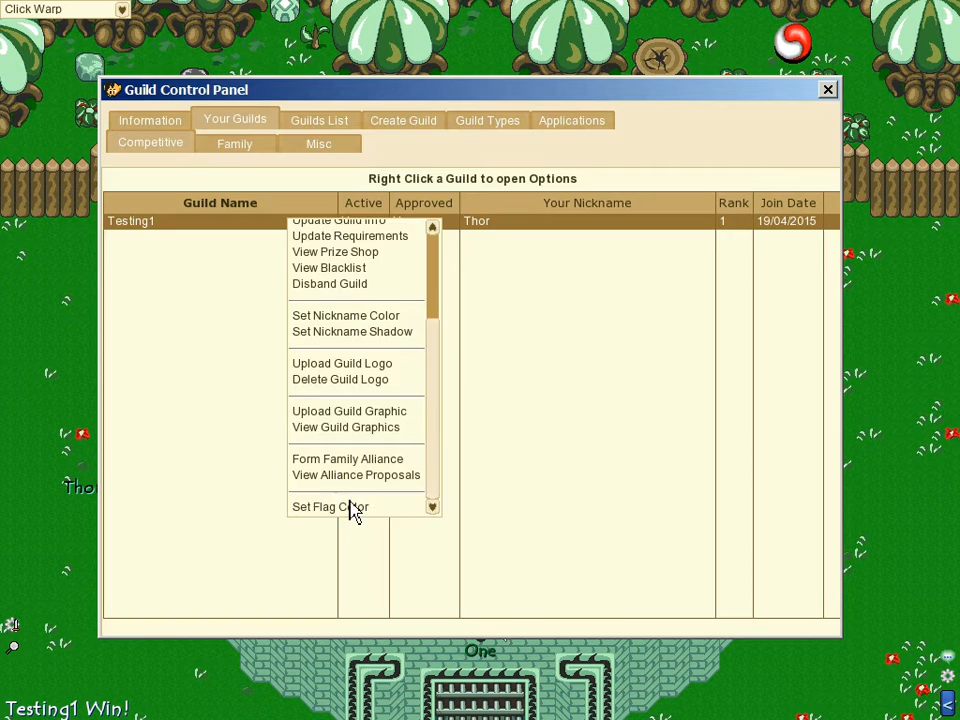 Click Warp
Guild Control Panel
Information
Your Guilds
Guilds List
Create Guild
Guild Types
Applications
Competitive
Family
Misc
Right Click a Guild to open Options
Guild Name Active Approved Your Nickname Rank Join Date
Testing1 Thor 1 19/04/2015
Update Guild Info
Update Requirements
View Prize Shop
View Blacklist
Disband Guild
Set Nickname Color
Set Nickname Shadow
Upload Guild Logo
Delete Guild Logo
Upload Guild Graphic
View Guild Graphics
Form Family Alliance
View Alliance Proposals
Set Flag Color
One
Testing1 Win!